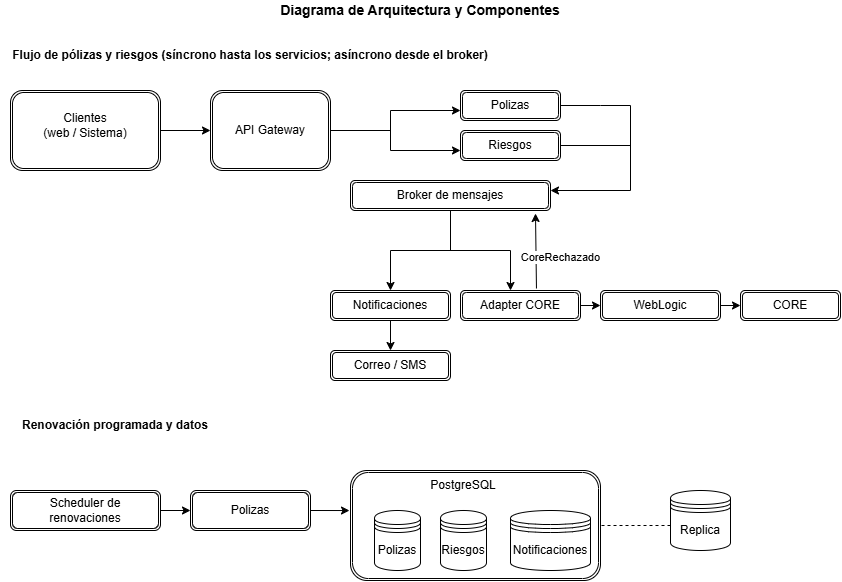 Diagrama de Arquitectura y Componentes
Flujo de pólizas y riesgos (síncrono hasta los servicios; asíncrono desde el broker)
Clientes
(web / Sistema)
API Gateway
Polizas
Riesgos
Broker de mensajes
CoreRechazado
Notificaciones
Adapter CORE
WebLogic
CORE
Correo / SMS
Renovación programada y datos
Scheduler de
renovaciones
Polizas
PostgreSQL
Polizas
Riesgos
Notificaciones
Replica